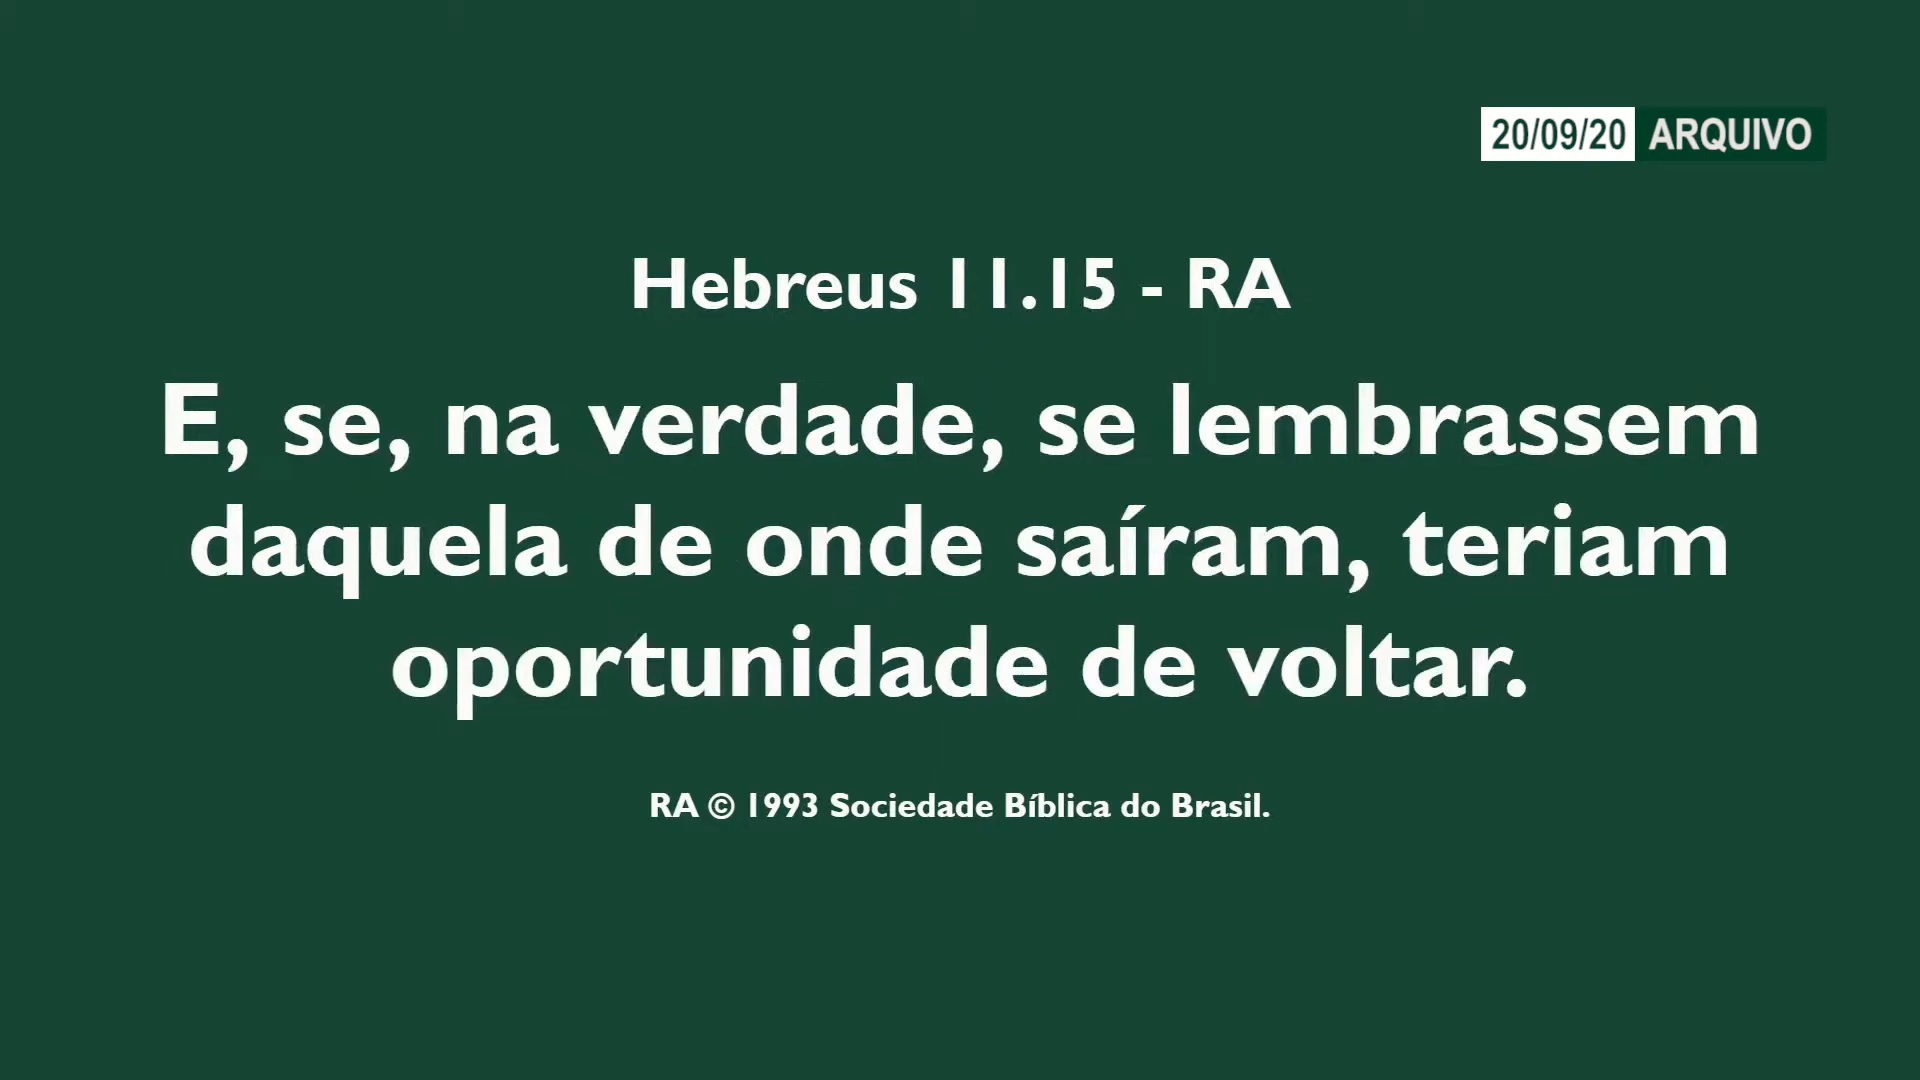 20/09/20 ARQUIVO
Hebreus 11.15 - RA
E, se, na verdade, se lembrassem
daquela de onde saíram, teriam
oportunidade de voltar.
RA © 1993 Sociedade Bíblica do Brasil.